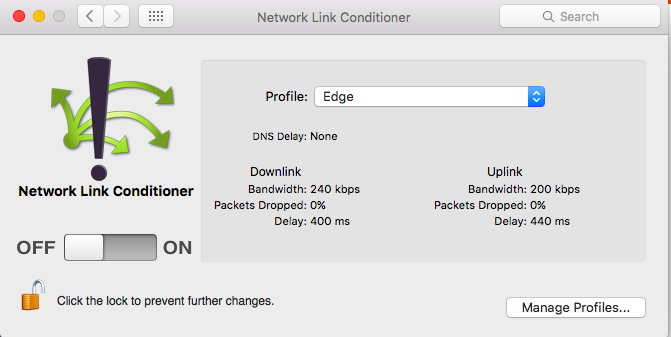 Network Link Conditioner
Search
Profile: Edge
DNS Delay: None
Downlink
Bandwidth: 240 kbps
Packets Dropped: 0%
Delay: 400 ms
Uplink
Bandwidth: 200 kbps
Packets Dropped: 0%
Delay: 440 ms
Network Link Conditioner
OFF ON
Click the lock to prevent further changes.
Manage Profiles...